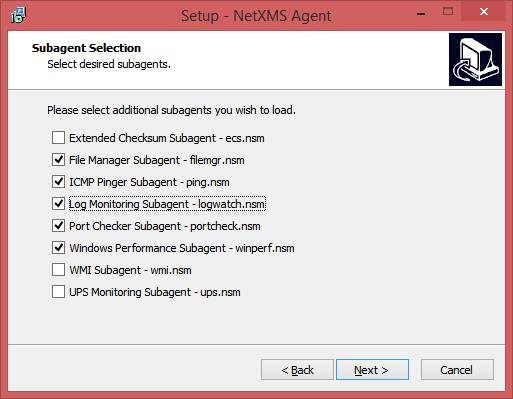 Setup - NetXMS Agent
Subagent Selection
Select desired subagents.
Please select additional subagents you wish to load.
Extended Checksum Subagent - ecs.nsm
File Manager Subagent - filemgr.nsm
ICMP Pinger Subagent - ping.nsm
Log Monitoring Subagent - logwatch.nsm
Port Checker Subagent - portcheck.nsm
Windows Performance Subagent - winperf.nsm
WMI Subagent - wmi.nsm
UPS Monitoring Subagent - ups.nsm
< Back Next > Cancel